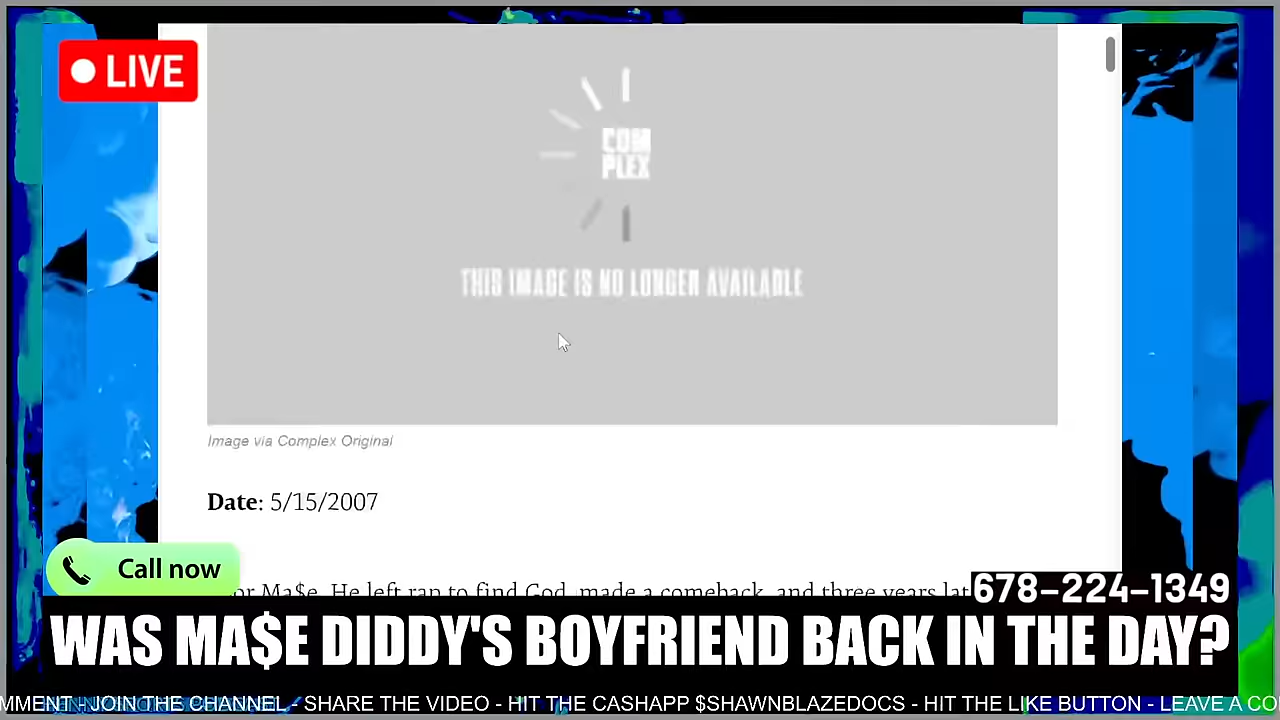 LIVE
COM
PLEX
THIS IMAGE IS NO LONGER AVAILABLE
Image via Complex Original
Date: 5/15/2007
Call now
or Ma$e. He left rap to find God, made a comeback, and three years lat
678-224-1349
WAS MA$E DIDDY'S BOYFRIEND BACK IN THE DAY?
MMENT - JOIN THE CHANNEL - SHARE THE VIDEO - HIT THE CASHAPP $SHAWNBLAZEDOCS - HIT THE LIKE BUTTON - LEAVE A CO